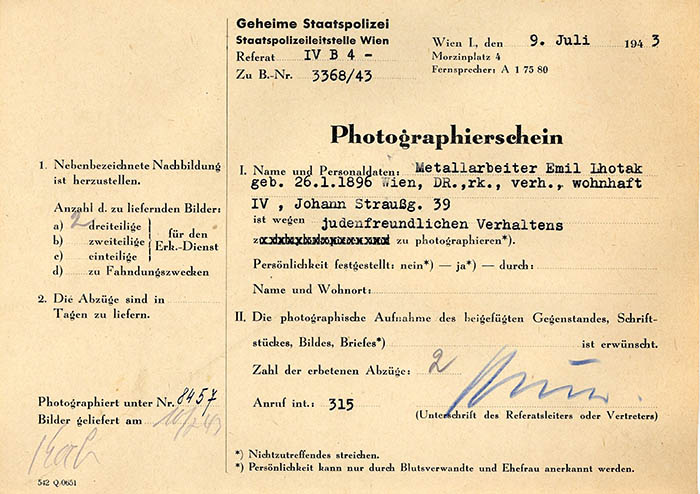 Geheime Staatspolizei
Staatspolizeileitstelle Wien
Referat IV B 4 -
Zu B.-Nr. 3368/43
Wien I., den 9. Juli 1943
Morzinplatz 4
Fernsprecher: A 1 75 80
Photographierschein
1. Nebenbezeichnete Nachbildung
ist herzustellen.
Anzahl d. zu liefernden Bilder:
a) 2 dreiteilige
b) zweiteilige
c) einteilige
für den
Erk.-Dienst
d) zu Fahndungszwecken
2. Die Abzüge sind in
Tagen zu liefern.
Photographiert unter Nr. 8457
Bilder geliefert am
542 Q.0651
I. Name und Personaldaten: Metallarbeiter Emil Lhotak
geb. 26.1.1896 Wien, DR.,rk., verh., wohnhaft
IV , Johann Straußg. 39
ist wegen judenfreundlichen Verhaltens
zu photographieren*).
Persönlichkeit festgestellt: nein*) — ja*) — durch:
Name und Wohnort:
II. Die photographische Aufnahme des beigefügten Gegenstandes, Schrift-
stückes, Bildes, Briefes*) ist erwünscht.
Zahl der erbetenen Abzüge: 2
Anruf int.: 315
(Unterschrift des Referatsleiters oder Vertreters)
*) Nichtzutreffendes streichen.
*) Persönlichkeit kann nur durch Blutsverwandte und Ehefrau anerkannt werden.